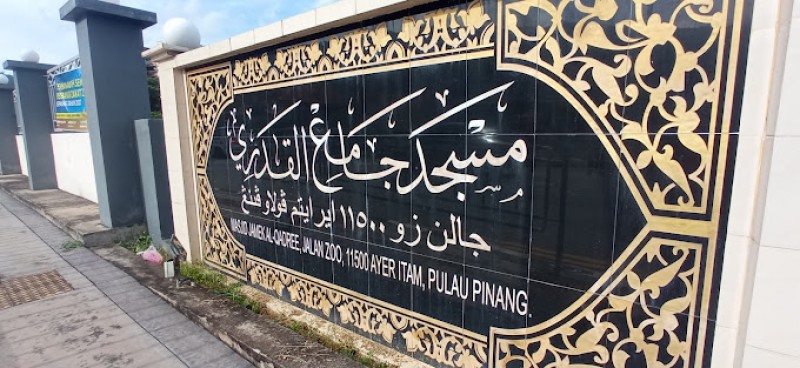 مسجد جامع القدري
جالن زو ١١٥٠٠ اير ايتم ڤولاو ڤينڠ
MASJID JAMEK AL-QADREE, JALAN ZOO, 11500 AYER ITAM, PULAU PINANG.